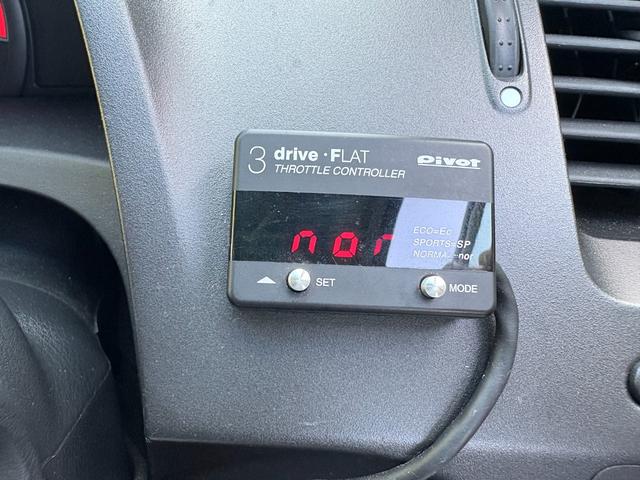 3 drive・FLAT
THROTTLE CONTROLLER
Pivot
nor
ECO=Ec
SPORTS=SP
NORMAL=nor
SET
MODE